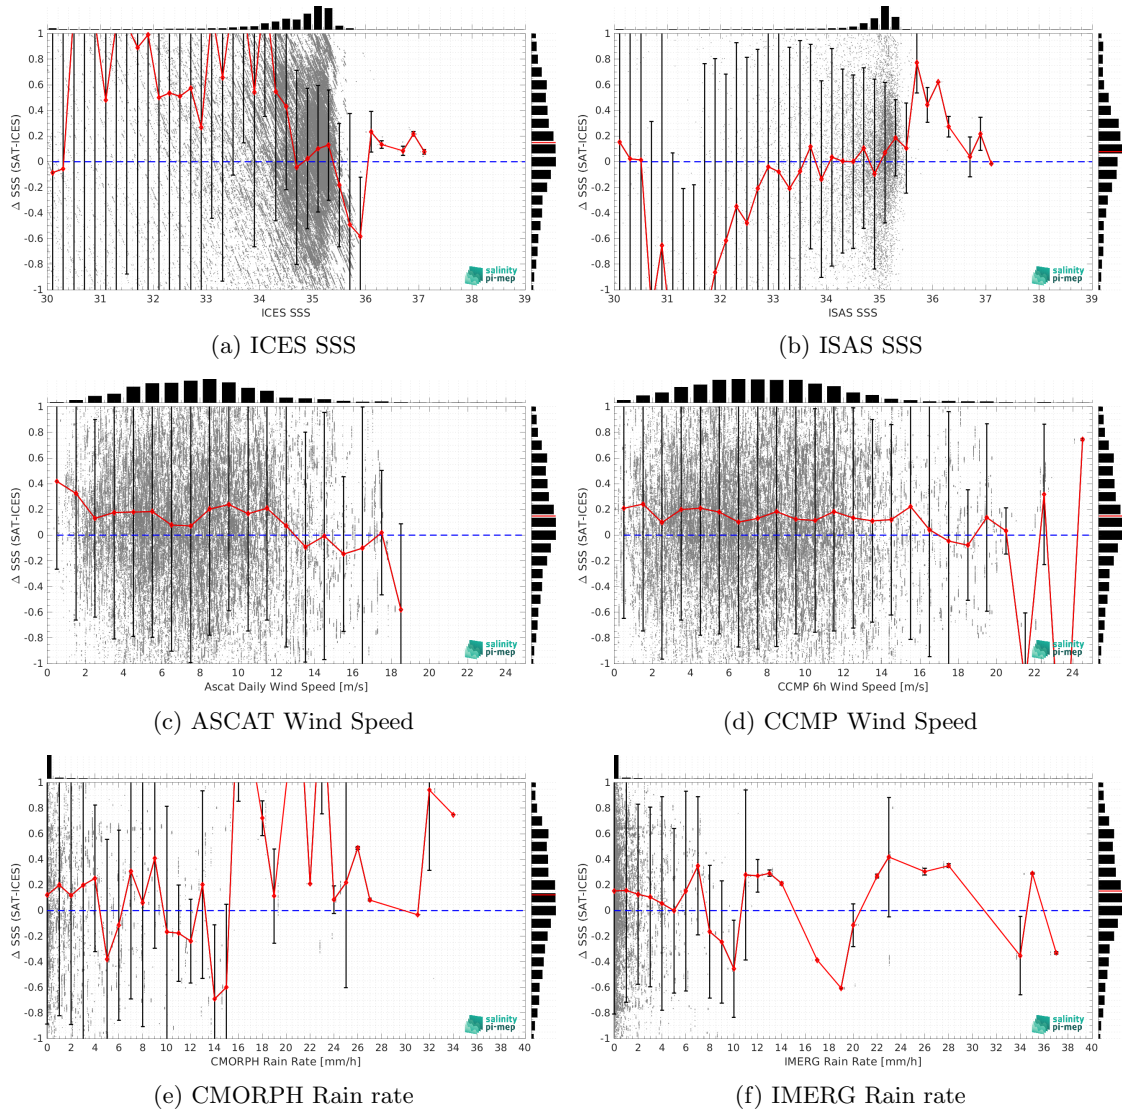 1
0.8
0.6
0.4
0.2
0
-0.2
-0.4
-0.6
-0.8
-1
Δ SSS (SAT-ICES)
salinity
pi-mep
30 31 32 33 34 35 36 37 38 39
ICES SSS
(a) ICES SSS
1
0.8
0.6
0.4
0.2
0
-0.2
-0.4
-0.6
-0.8
-1
Δ SSS (SAT-ICES)
salinity
pi-mep
30 31 32 33 34 35 36 37 38 39
ISAS SSS
(b) ISAS SSS
1
0.8
0.6
0.4
0.2
0
-0.2
-0.4
-0.6
-0.8
-1
Δ SSS (SAT-ICES)
salinity
pi-mep
0 2 4 6 8 10 12 14 16 18 20 22 24
Ascat Daily Wind Speed [m/s]
(c) ASCAT Wind Speed
1
0.8
0.6
0.4
0.2
0
-0.2
-0.4
-0.6
-0.8
-1
Δ SSS (SAT-ICES)
salinity
pi-mep
0 2 4 6 8 10 12 14 16 18 20 22 24
CCMP 6h Wind Speed [m/s]
(d) CCMP Wind Speed
1
0.8
0.6
0.4
0.2
0
-0.2
-0.4
-0.6
-0.8
-1
Δ SSS (SAT-ICES)
salinity
pi-mep
0 2 4 6 8 10 12 14 16 18 20 22 24 26 28 30 32 34 36 38 40
CMORPH Rain Rate [mm/h]
(e) CMORPH Rain rate
1
0.8
0.6
0.4
0.2
0
-0.2
-0.4
-0.6
-0.8
-1
Δ SSS (SAT-ICES)
salinity
pi-mep
0 2 4 6 8 10 12 14 16 18 20 22 24 26 28 30 32 34 36 38 40
IMERG Rain Rate [mm/h]
(f) IMERG Rain rate